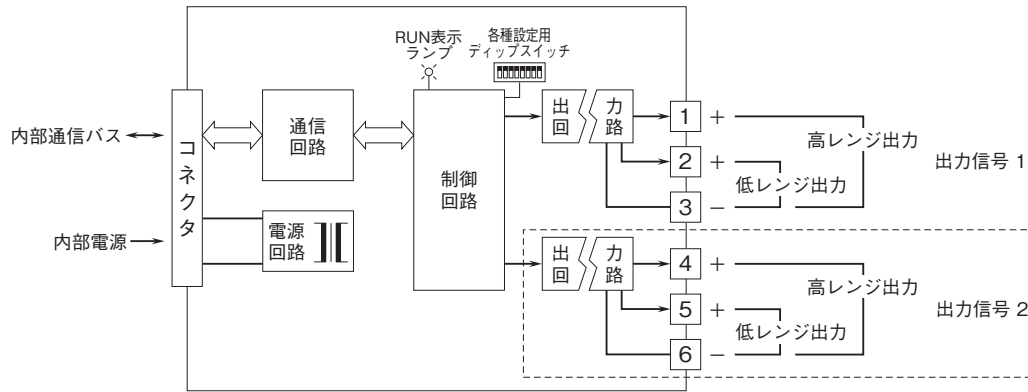 RUN表示
ランプ
各種設定用
ディップスイッチ
内部通信バス
コネクタ
通信
回路
制御
回路
出 力
回 路
1 +
2 +
3 −
高レンジ出力
低レンジ出力
出力信号 1
内部電源
電源
回路
出 力
回 路
4 +
5 +
6 −
高レンジ出力
低レンジ出力
出力信号 2